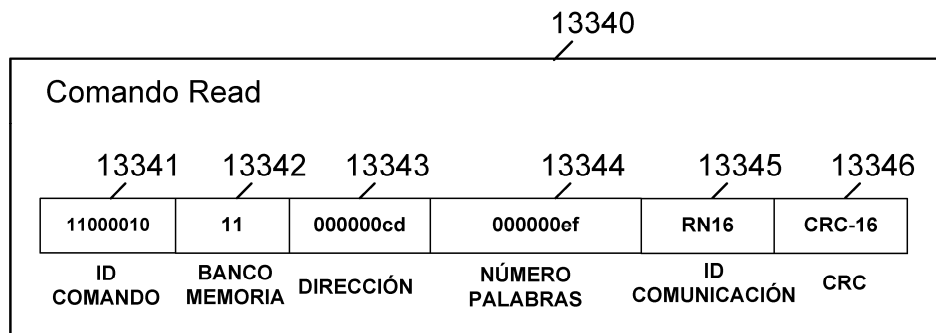 13340
Comando Read
13341 13342 13343 13344 13345 13346
11000010 11 000000cd 000000ef RN16 CRC-16
ID COMANDO BANCO MEMORIA DIRECCIÓN NÚMERO PALABRAS ID COMUNICACIÓN CRC